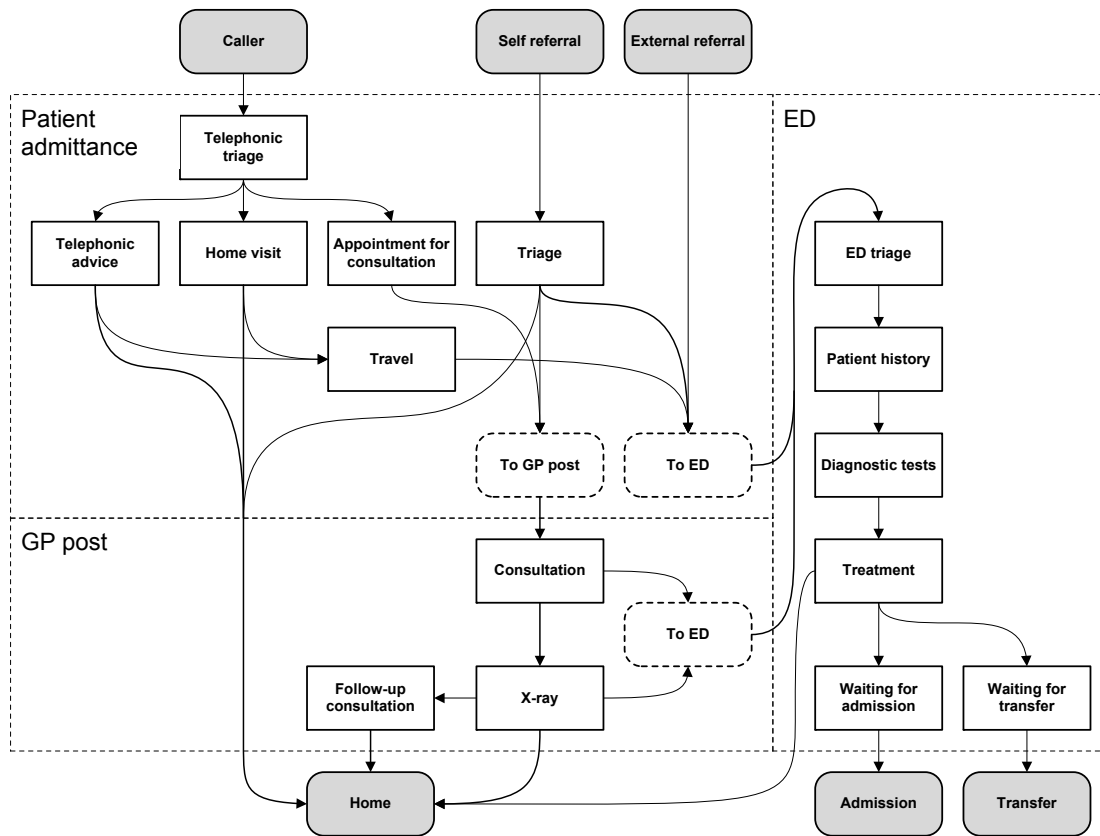 Caller
Self referral
External referral
Patient
admittance
ED
Telephonic
triage
Telephonic
advice
Home visit
Appointment for
consultation
Triage
ED triage
Travel
Patient history
To GP post
To ED
Diagnostic tests
GP post
Consultation
Treatment
To ED
Follow-up
consultation
X-ray
Waiting for
admission
Waiting for
transfer
Home
Admission
Transfer